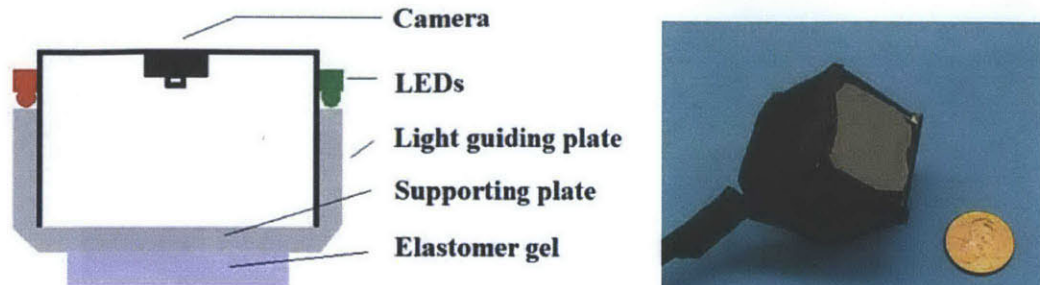 Camera
LEDs
Light guiding plate
Supporting plate
Elastomer gel